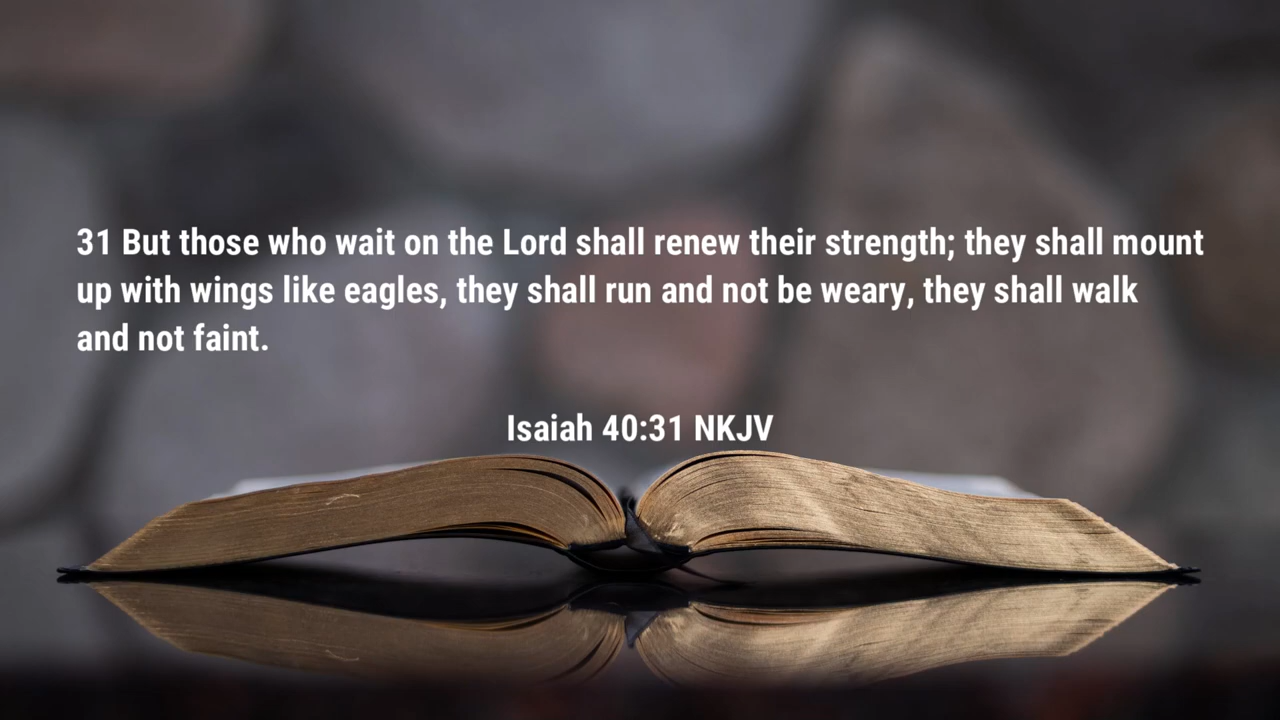 31 But those who wait on the Lord shall renew their strength; they shall mount
up with wings like eagles, they shall run and not be weary, they shall walk
and not faint.
Isaiah 40:31 NKJV